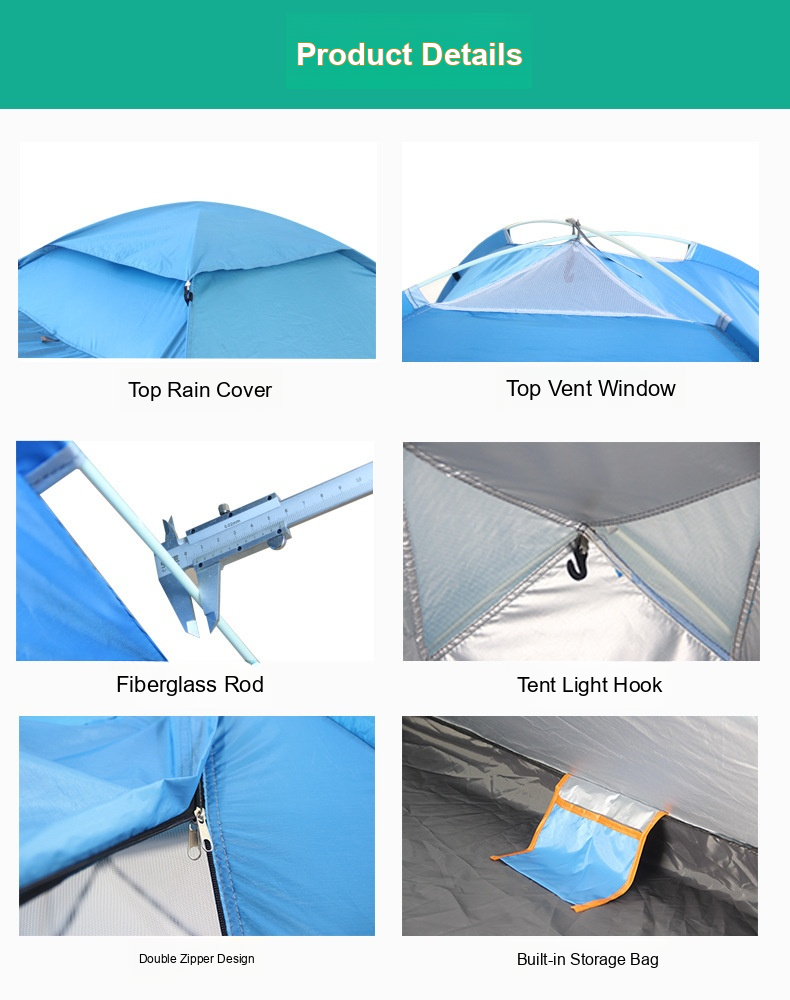 Product Details
Top Rain Cover
Top Vent Window
Fiberglass Rod
Tent Light Hook
Double Zipper Design
Built-in Storage Bag